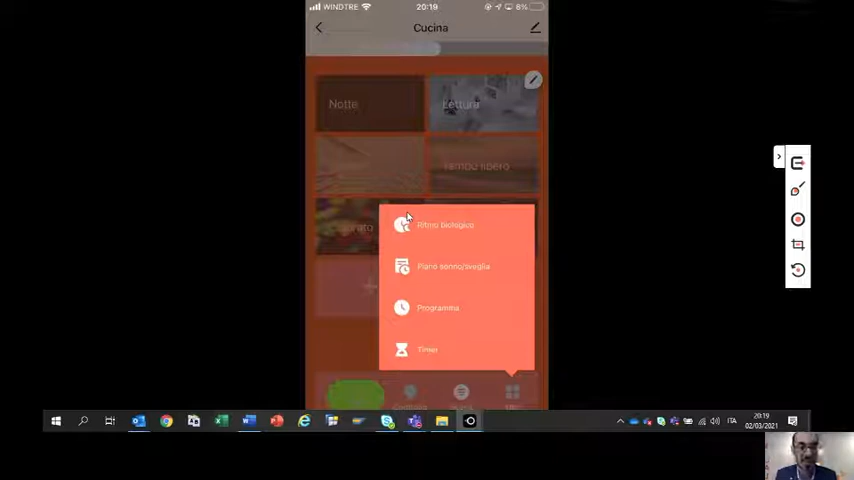 WINDTRE
20:19
8%
Cucina
Notte
Lettura
Tempo libero
Ritmo biologico
Piano sonno/sveglia
Programma
Timer
ITA
20:19
02/03/2021